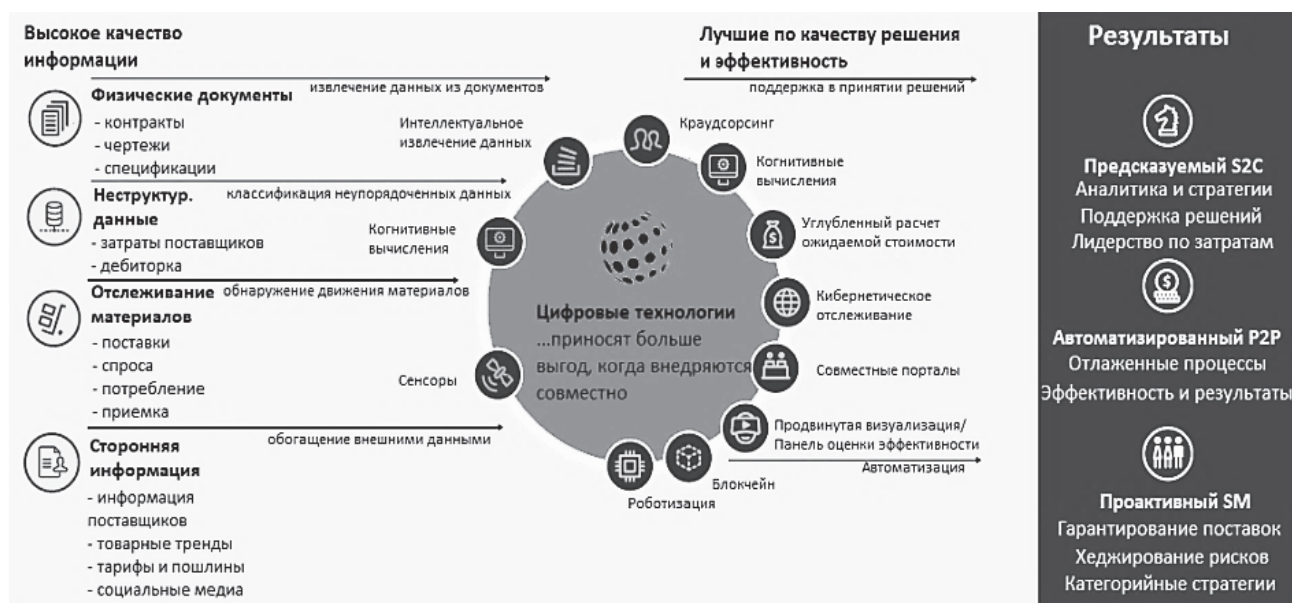 Высокое качество
информации
извлечение данных из документов
Физические документы
- контракты
- чертежи
- спецификации
классификация неупорядоченных данных
Неструктур.
данные
- затраты поставщиков
- дебиторка
Отслеживание
материалов
обнаружение движения материалов
- поставки
- спроса
- потребление
- приемка
обогащение внешними данными
Сторонняя
информация
- информация
поставщиков
- товарные тренды
- тарифы и пошлины
- социальные медиа
Интеллектуальное
извлечение данных
Когнитивные
вычисления
Сенсоры
Цифровые технологии
...приносят больше
выгод, когда внедряются
совместно
Лучшие по качеству решения
и эффективность
поддержка в принятии решений
Краудсорсинг
Когнитивные
вычисления
Углубленный расчет
ожидаемой стоимости
Кибернетическое
отслеживание
Совместные порталы
Продвинутая визуализация/
Панель оценки эффективности
Автоматизация
Блокчейн
Роботизация
Результаты
Предсказуемый S2C
Аналитика и стратегии
Поддержка решений
Лидерство по затратам
Автоматизированный P2P
Отлаженные процессы
Эффективность и результаты
Проактивный SM
Гарантирование поставок
Хеджирование рисков
Категорийные стратегии